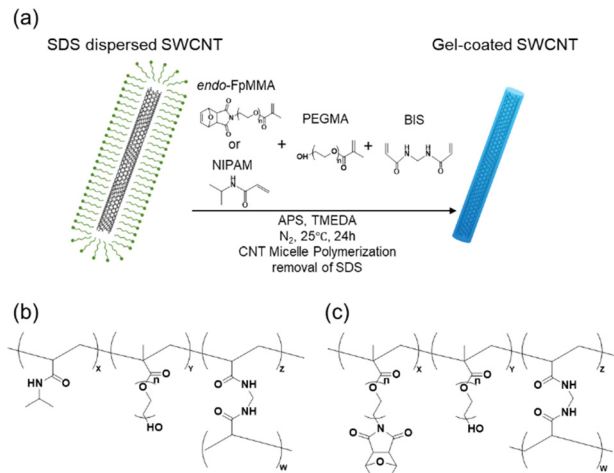 (a)
SDS dispersed SWCNT
Gel-coated SWCNT
endo-FpMMA
or
NIPAM
+
PEGMA
+
BIS
O
O
N
O
O
n
O
H
N
O
OH
O
n
O
H
N
H
N
O
O
APS, TMEDA
N₂, 25℃, 24h
CNT Micelle Polymerization
removal of SDS
(b)
(c)
X
Y
Z
HN
O
O
O
n
HO
O
NH
NH
O
W
X
Y
Z
O
O
n
N
O
O
O
O
O
n
HO
O
NH
NH
O
W